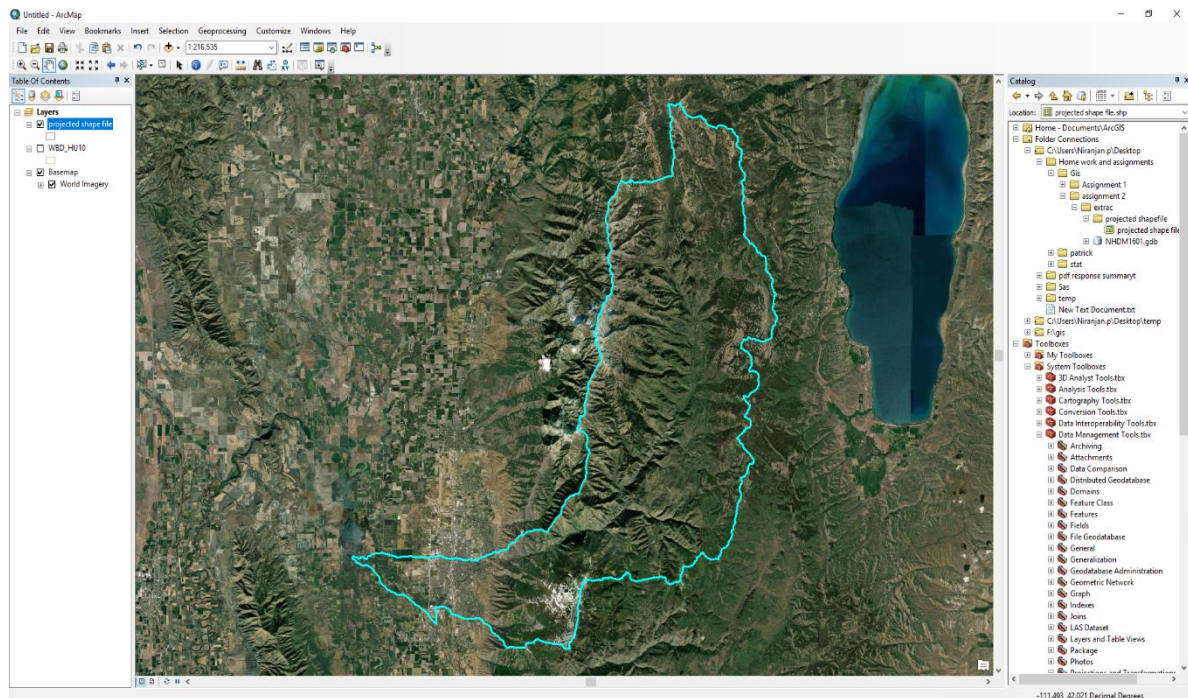 Untitled - ArcMap
File Edit View Bookmarks Insert Selection Geoprocessing Customize Windows Help
1:216,535
Table Of Contents
Layers
projected shape file
WBD_HU10
Basemap
World Imagery
Catalog
Location: projected shape file.shp
Home - Documents\ArcGIS
Folder Connections
C:\Users\Niranjan.p\Desktop
Home work and assignments
Gis
Assignment 1
assignment 2
extrac
projected shapefile
projected shape file
NHDM1601.gdb
patrick
stat
pdf response summaryt
Sas
temp
New Text Document.txt
C:\Users\Niranjan.p\Desktop\temp
F:\gis
Toolboxes
My Toolboxes
System Toolboxes
3D Analyst Tools.tbx
Analysis Tools.tbx
Cartography Tools.tbx
Conversion Tools.tbx
Data Interoperability Tools.tbx
Data Management Tools.tbx
Archiving
Attachments
Data Comparison
Distributed Geodatabase
Domains
Feature Class
Features
Fields
File Geodatabase
General
Generalization
Geodatabase Administration
Geometric Network
Graph
Indexes
Joins
LAS Dataset
Layers and Table Views
Package
Photos
Projections and Transformations
-111.493 42.021 Decimal Degrees